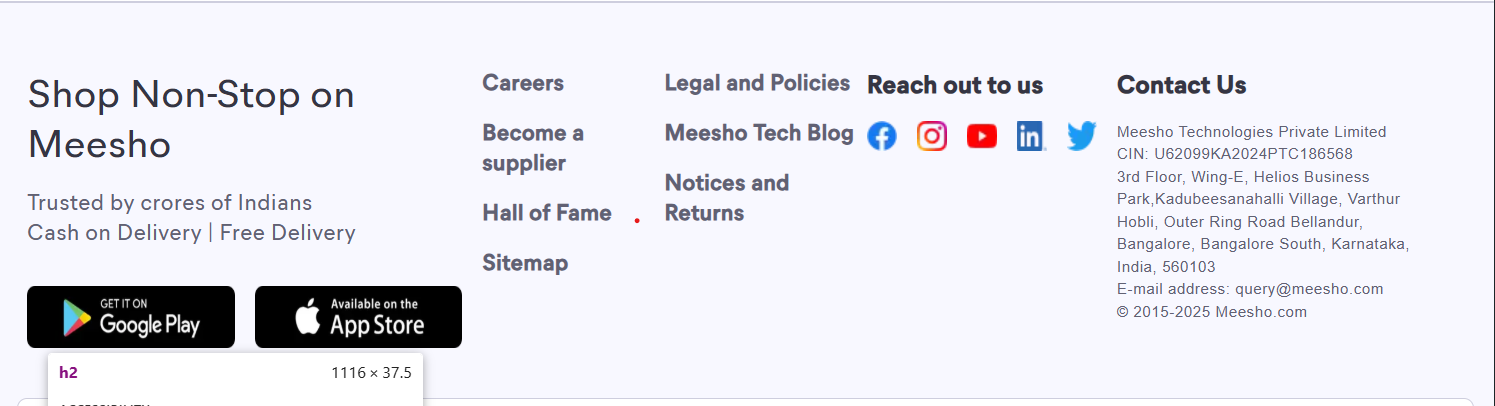 Shop Non-Stop on
Meesho
Trusted by crores of Indians
Cash on Delivery | Free Delivery
GET IT ON
Google Play
Available on the
App Store
Careers
Become a
supplier
Hall of Fame
Sitemap
Legal and Policies
Meesho Tech Blog
Notices and
Returns
Reach out to us
in
Contact Us
Meesho Technologies Private Limited
CIN: U62099KA2024PTC186568
3rd Floor, Wing-E, Helios Business
Park,Kadubeesanahalli Village, Varthur
Hobli, Outer Ring Road Bellandur,
Bangalore, Bangalore South, Karnataka,
India, 560103
E-mail address: query@meesho.com
© 2015-2025 Meesho.com
h2 1116 × 37.5